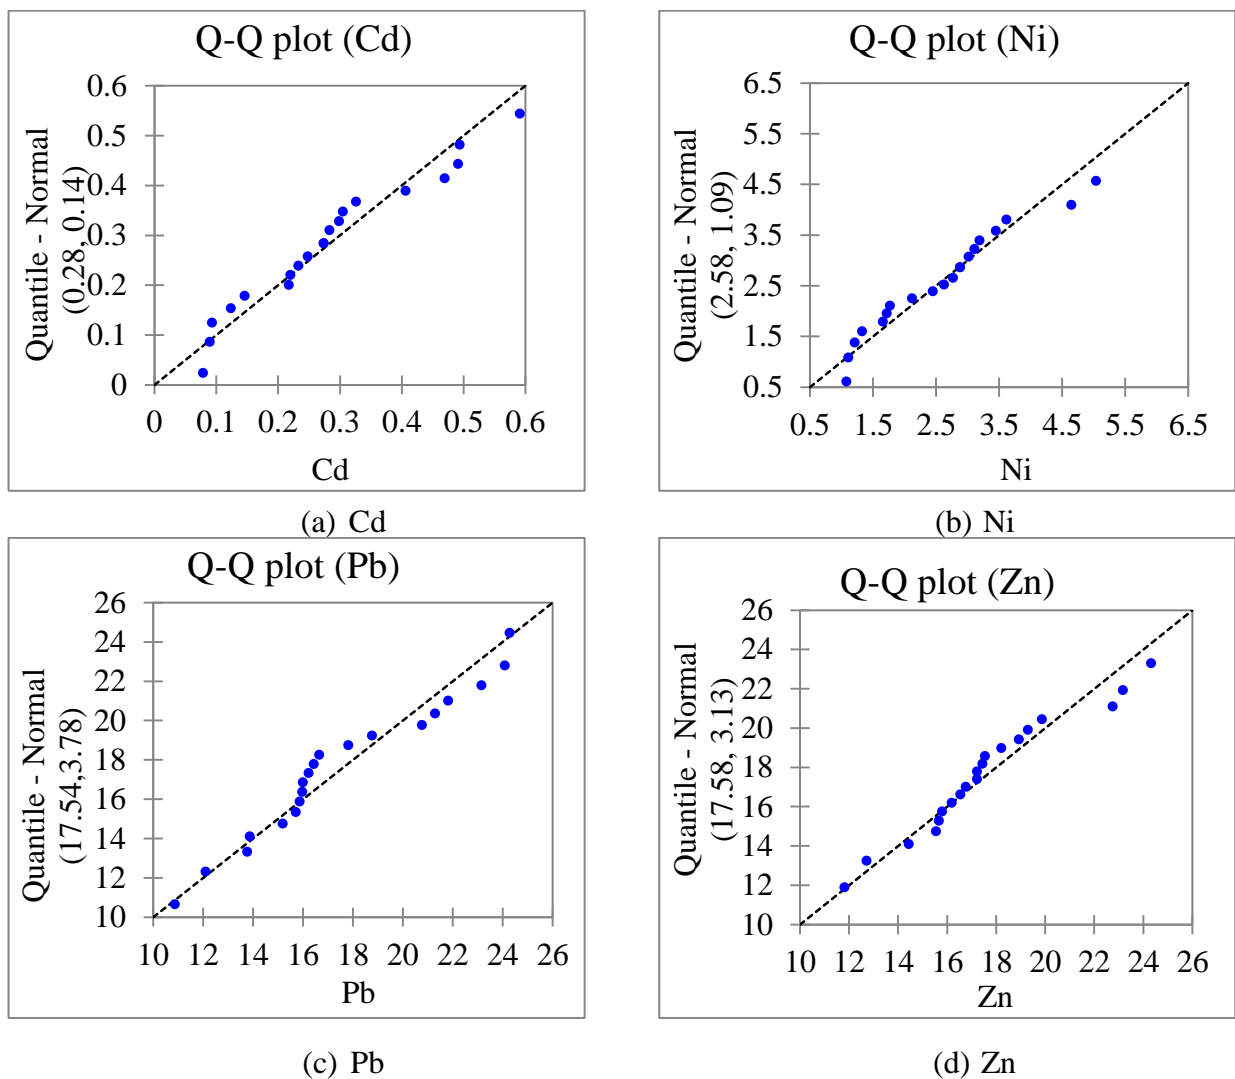 Q-Q plot (Cd)
Quantile - Normal
(0.28, 0.14)
0.6
0.5
0.4
0.3
0.2
0.1
0
0 0.1 0.2 0.3 0.4 0.5 0.6
Cd
(a) Cd
Q-Q plot (Ni)
Quantile - Normal
(2.58, 1.09)
6.5
5.5
4.5
3.5
2.5
1.5
0.5
0.5 1.5 2.5 3.5 4.5 5.5 6.5
Ni
(b) Ni
Q-Q plot (Pb)
Quantile - Normal
(17.54,3.78)
26
24
22
20
18
16
14
12
10
10 12 14 16 18 20 22 24 26
Pb
(c) Pb
Q-Q plot (Zn)
Quantile - Normal
(17.58, 3.13)
26
24
22
20
18
16
14
12
10
10 12 14 16 18 20 22 24 26
Zn
(d) Zn